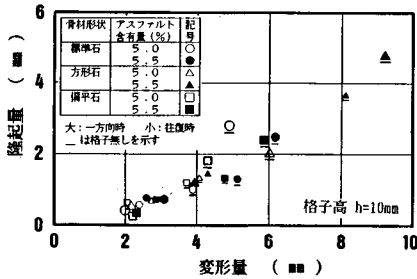 骨材形状 アスファルト含有量(%) 記号
標準石 5.0 ○
5.5 ●
方形石 5.0 △
5.5 ▲
偏平石 5.0 □
5.5 ■
大:一方向時 小:往復時
_ は格子無しを示す
隆起量 (mm)
6
4
2
0
格子高 h=10mm
0 2 4 6 8 10
変形量 (mm)